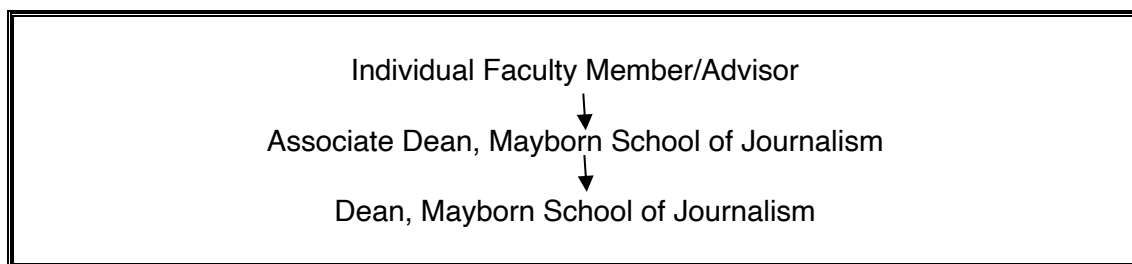 Individual Faculty Member/Advisor
Associate Dean, Mayborn School of Journalism
Dean, Mayborn School of Journalism